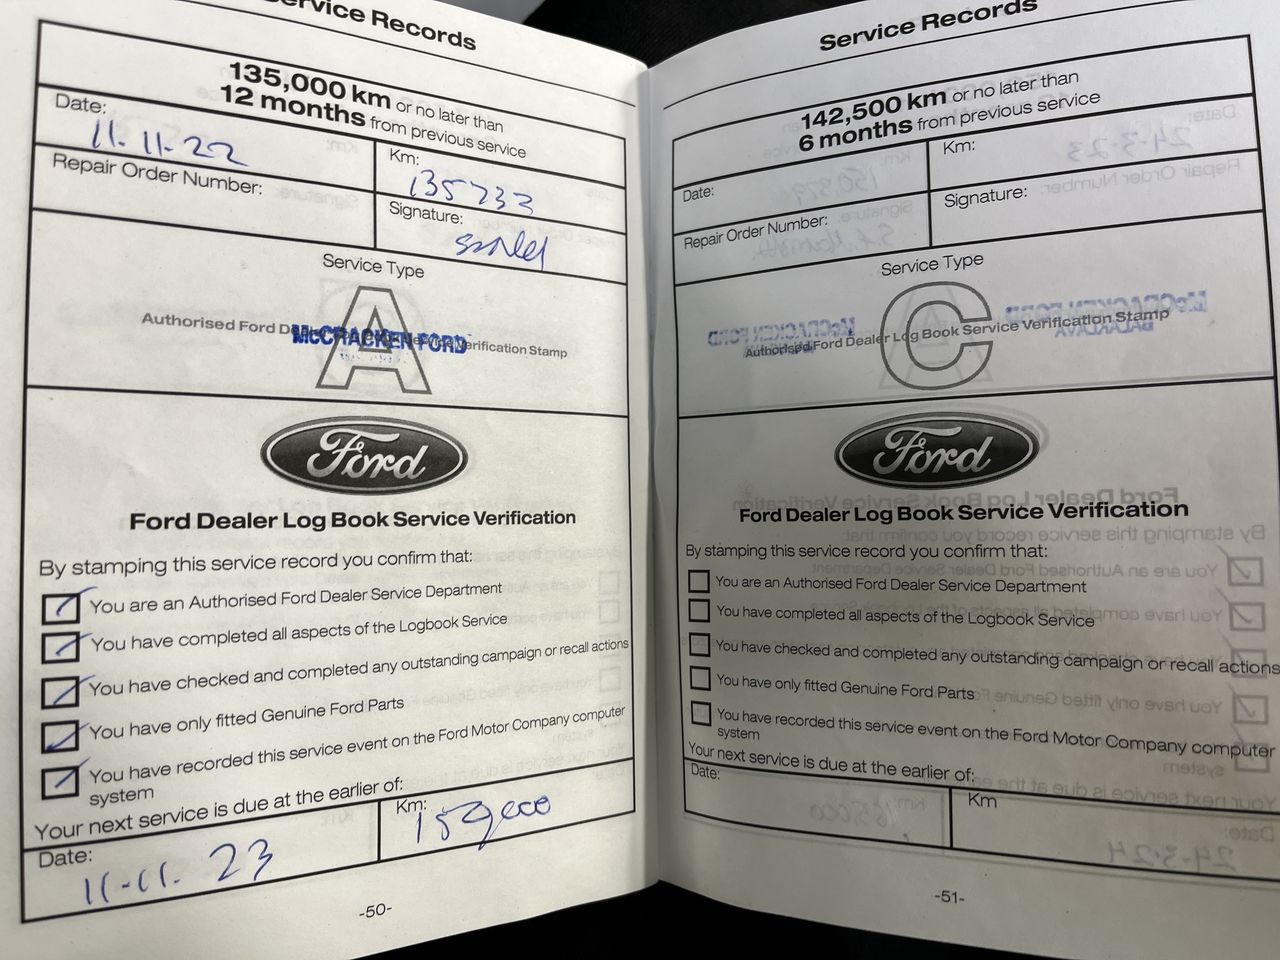 Service Records
135,000 km or no later than
12 months from previous service
Date: 11.11.22
Km: 135733
Repair Order Number:
Signature:
Service Type
A
Authorised Ford Verification Stamp
McCRACKEN FORD
Ford
Ford Dealer Log Book Service Verification
By stamping this service record you confirm that:
You are an Authorised Ford Dealer Service Department
You have completed all aspects of the Logbook Service
You have checked and completed any outstanding campaign or recall actions
You have only fitted Genuine Ford Parts
You have recorded this service event on the Ford Motor Company computer
system
Your next service is due at the earlier of:
Date: 11-11. 23
Km:
-50-
Service Records
142,500 km or no later than
6 months from previous service
Date:
Km:
Repair Order Number:
Signature:
Service Type
C
Authorised Ford Dealer Log Book Service Verification Stamp
Ford
Ford Dealer Log Book Service Verification
By stamping this service record you confirm that:
You are an Authorised Ford Dealer Service Department
You have completed all aspects of the Logbook Service
You have checked and completed any outstanding campaign or recall actions
You have only fitted Genuine Ford Parts
You have recorded this service event on the Ford Motor Company computer
system
Your next service is due at the earlier of:
Date:
Km
-51-